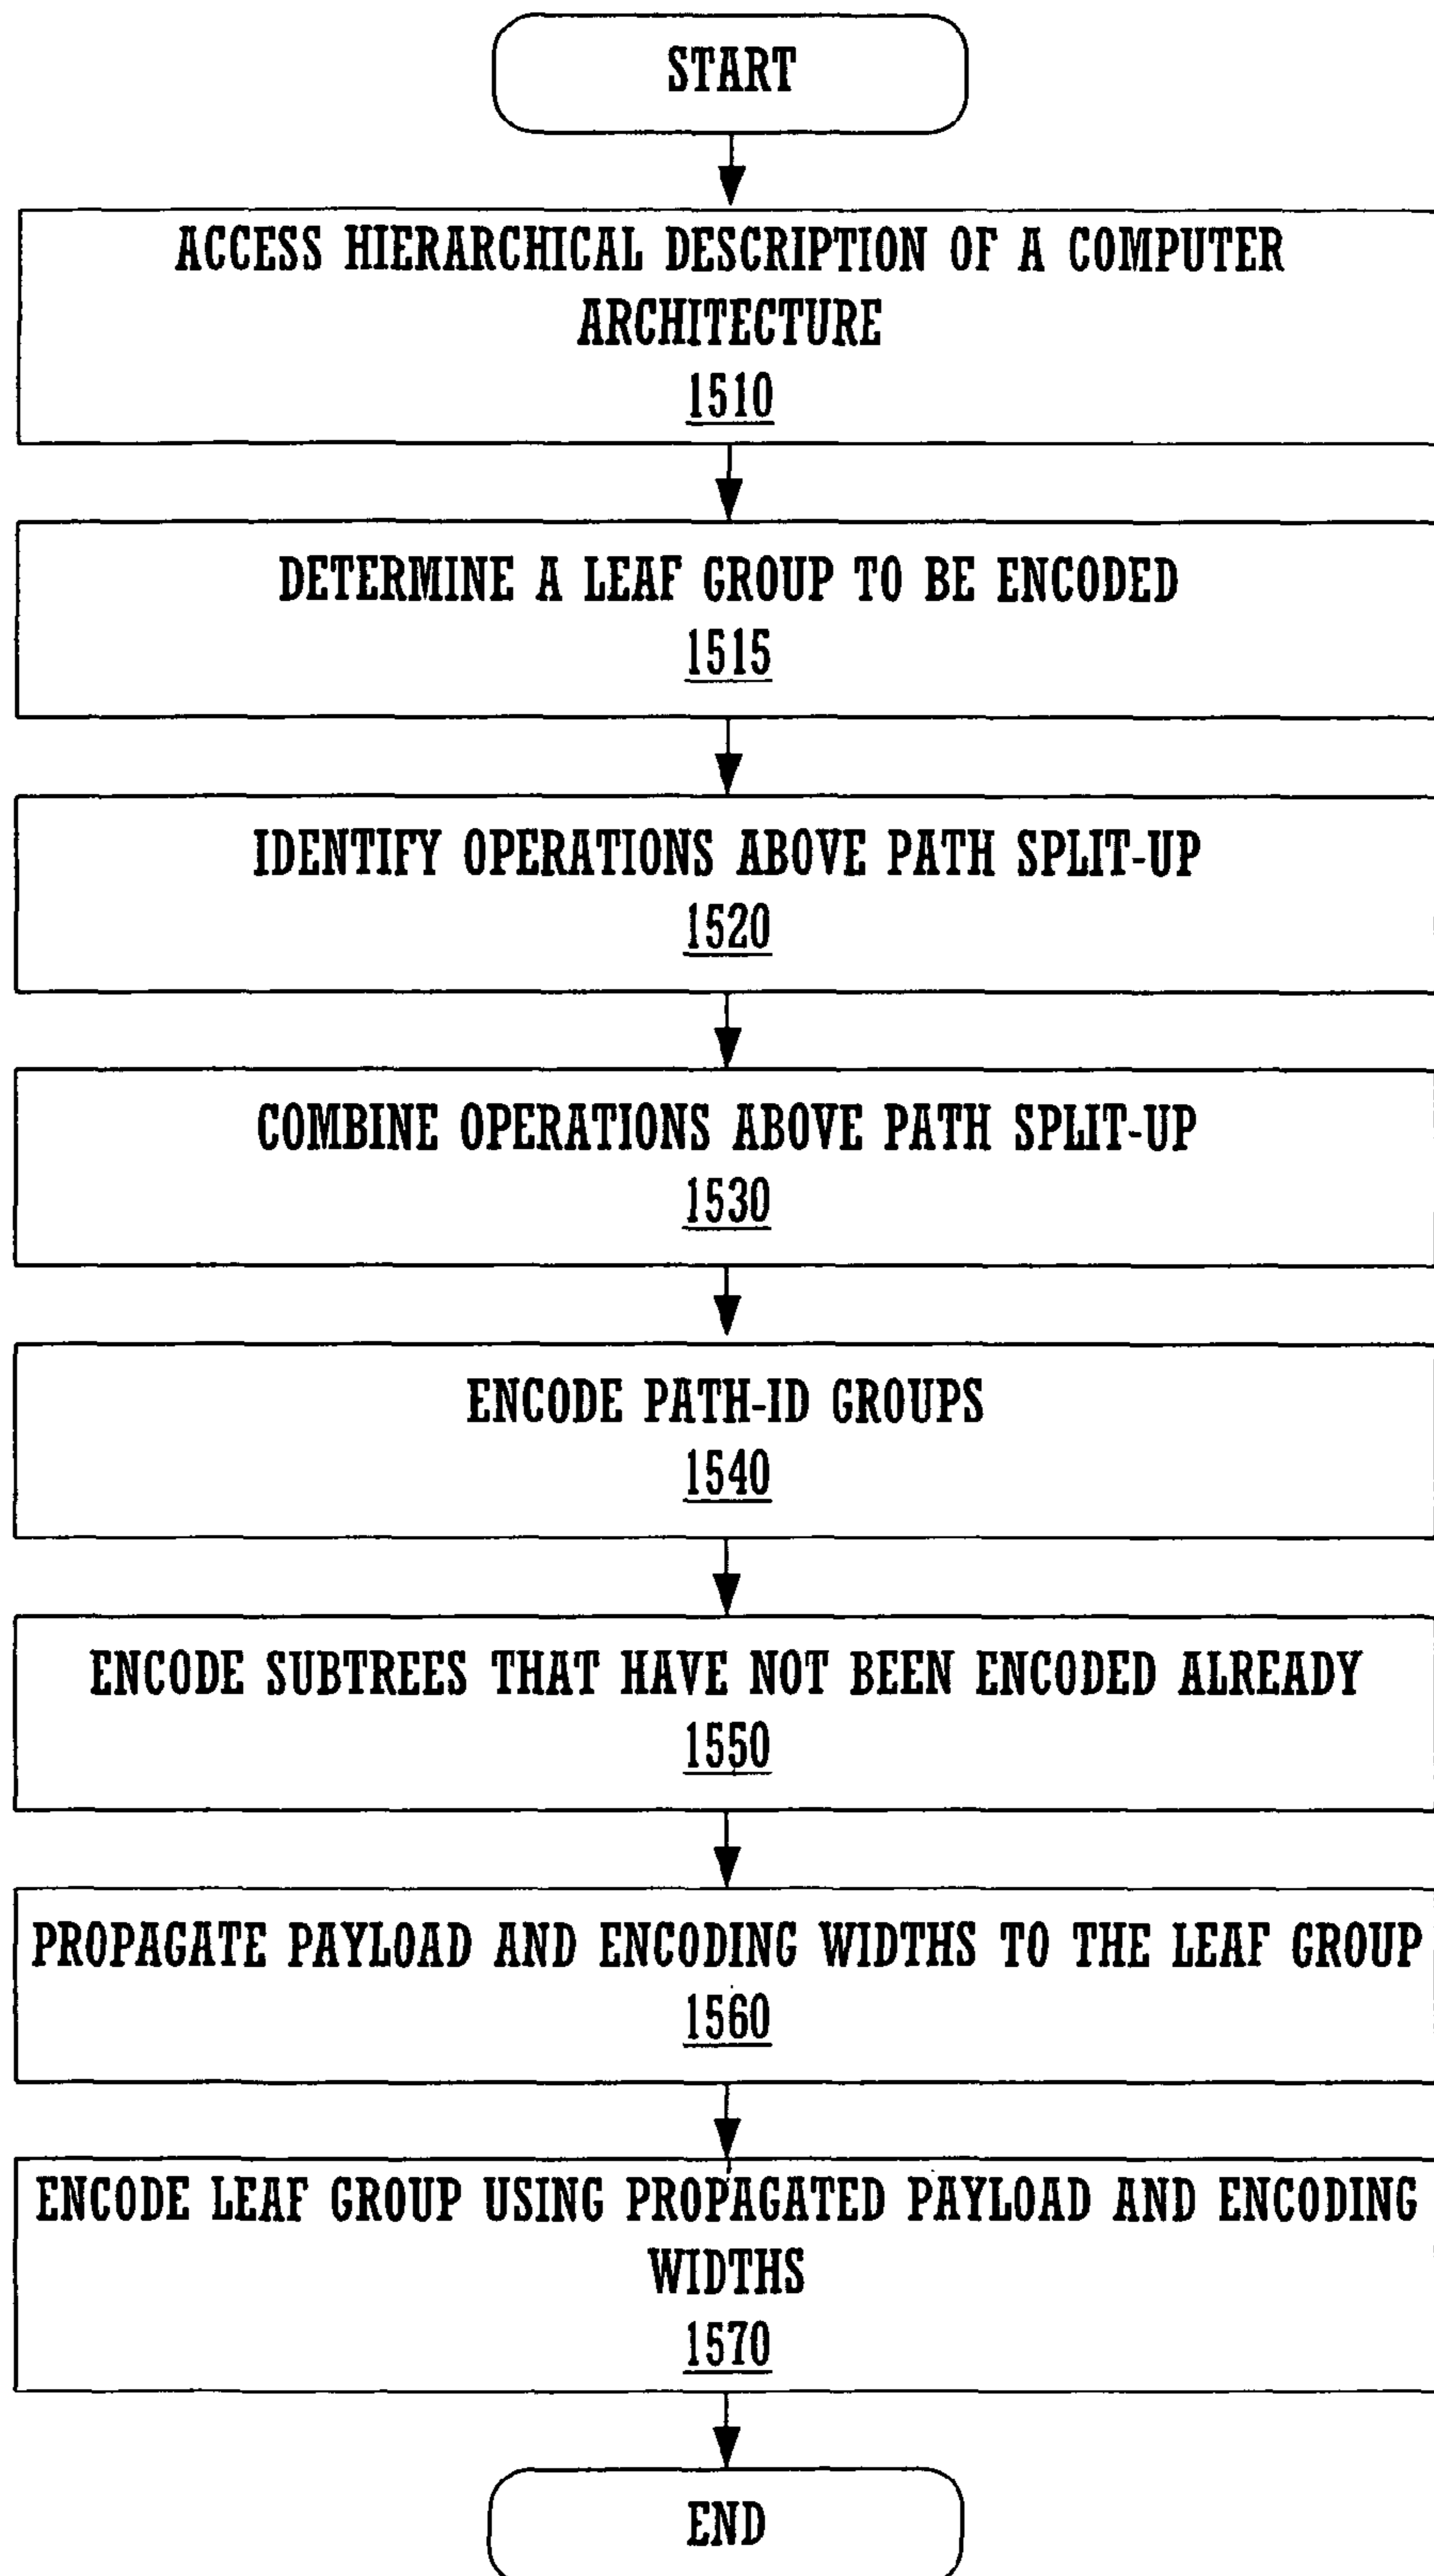 START
ACCESS HIERARCHICAL DESCRIPTION OF A COMPUTER
ARCHITECTURE
1510
DETERMINE A LEAF GROUP TO BE ENCODED
1515
IDENTIFY OPERATIONS ABOVE PATH SPLIT-UP
1520
COMBINE OPERATIONS ABOVE PATH SPLIT-UP
1530
ENCODE PATH-ID GROUPS
1540
ENCODE SUBTREES THAT HAVE NOT BEEN ENCODED ALREADY
1550
PROPAGATE PAYLOAD AND ENCODING WIDTHS TO THE LEAF GROUP
1560
ENCODE LEAF GROUP USING PROPAGATED PAYLOAD AND ENCODING
WIDTHS
1570
END